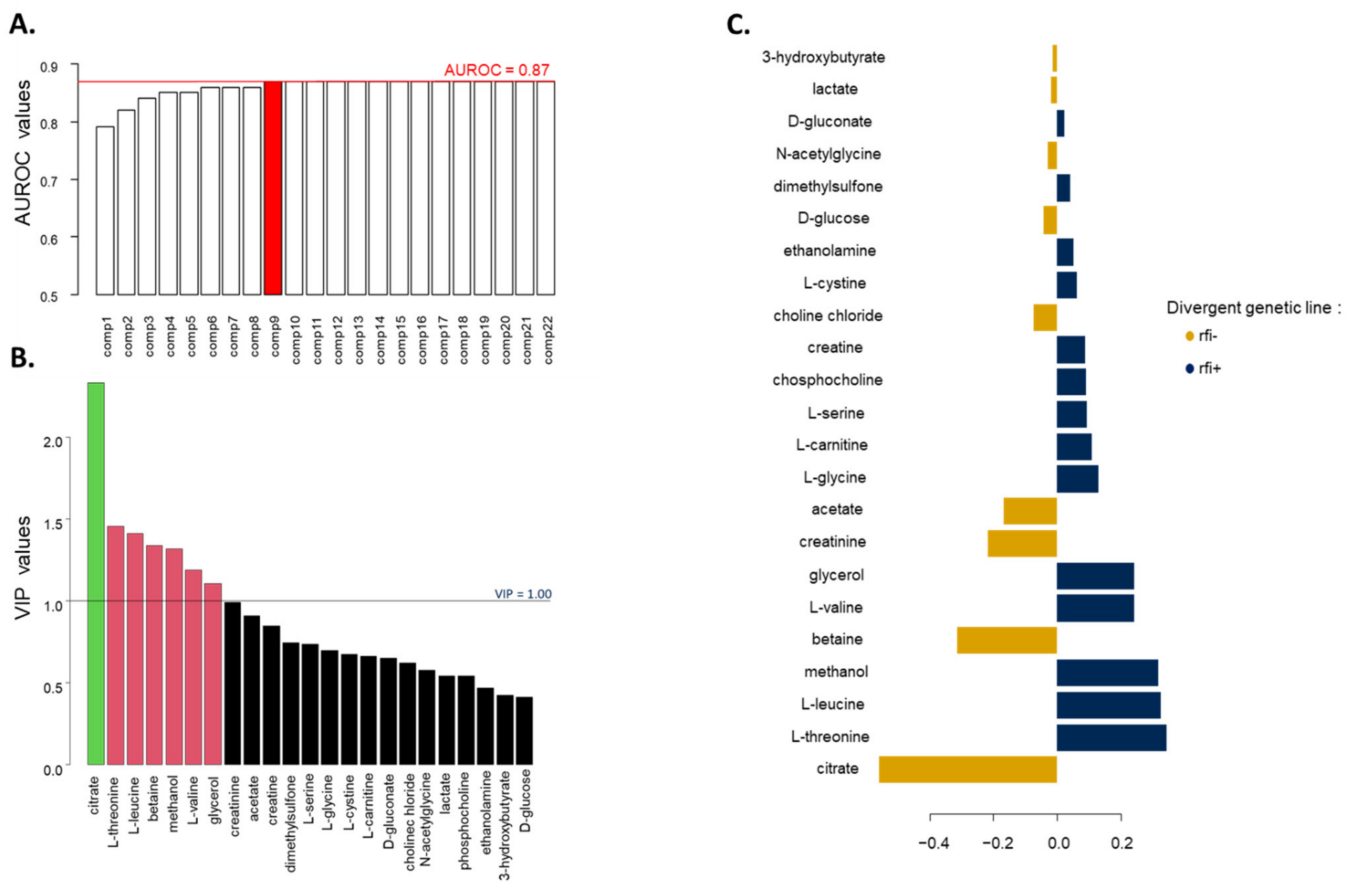 A.
AUROC values
0.9
0.8
0.7
0.6
0.5
AUROC = 0.87
comp1
comp2
comp3
comp4
comp5
comp6
comp7
comp8
comp9
comp10
comp11
comp12
comp13
comp14
comp15
comp16
comp17
comp18
comp19
comp20
comp21
comp22
B.
VIP values
2.0
1.5
1.0
0.5
0.0
VIP = 1.00
citrate
L-threonine
L-leucine
betaine
methanol
L-valine
glycerol
creatinine
acetate
creatine
dimethylsulfone
L-serine
L-glycine
L-cystine
L-carnitine
D-gluconate
cholinec hloride
N-acetylglycine
lactate
phosphocholine
ethanolamine
3-hydroxybutyrate
D-glucose
C.
3-hydroxybutyrate
lactate
D-gluconate
N-acetylglycine
dimethylsulfone
D-glucose
ethanolamine
L-cystine
choline chloride
creatine
chosphocholine
L-serine
L-carnitine
L-glycine
acetate
creatinine
glycerol
L-valine
betaine
methanol
L-leucine
L-threonine
citrate
−0.4
−0.2
0.0
0.2
Divergent genetic line :
rfi-
rfi+